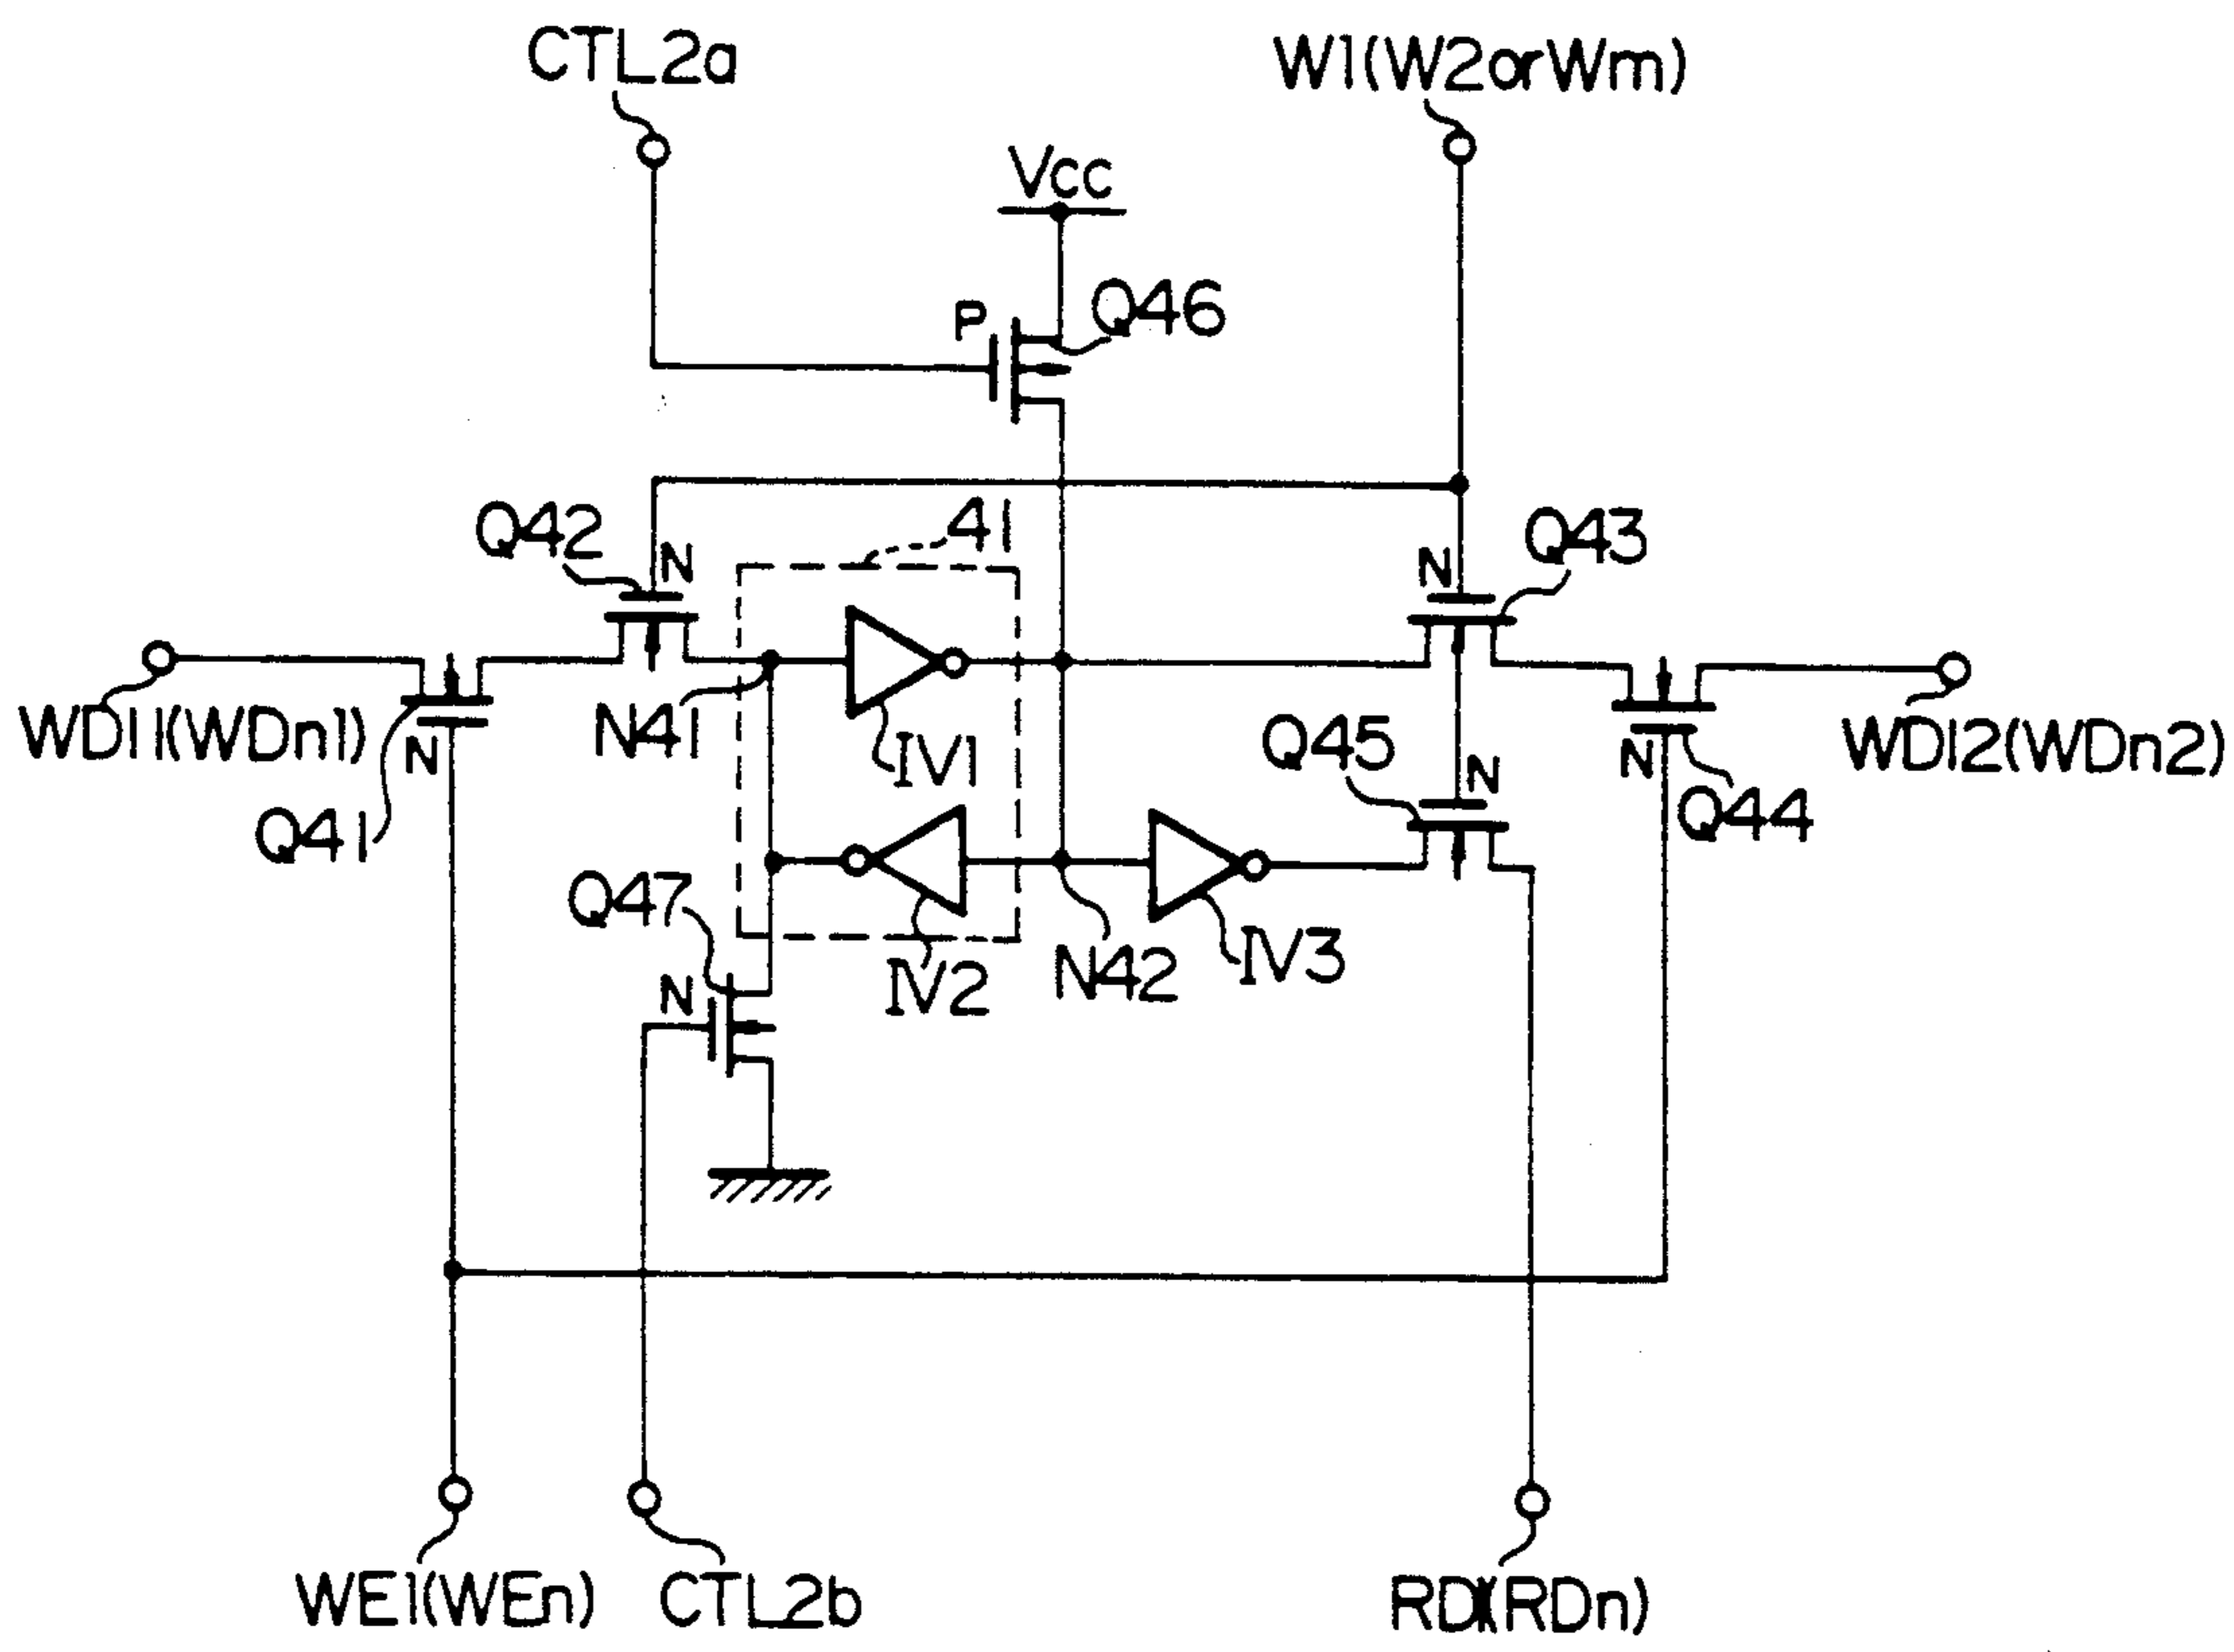 CTL2a
W1(W2orWm)
Vcc
P
Q46
Q42
N
41
N
Q43
WD11(WDn1)
N
Q41
N41
IV1
Q45
N
N
Q44
WD12(WDn2)
Q47
N
IV2
N42
IV3
WE1(WEn)
CTL2b
RD1(RDn)